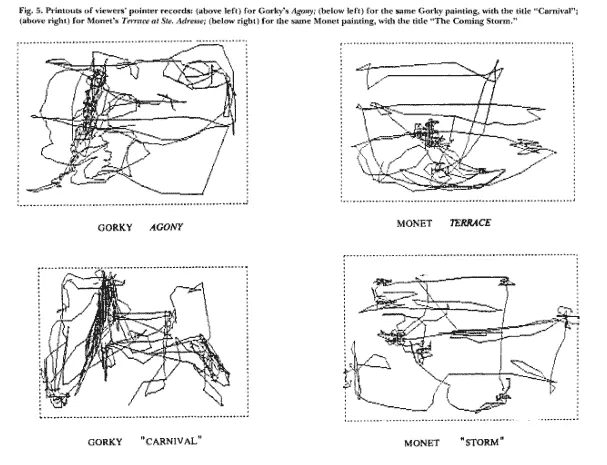 Fig. 5. Printouts of viewers' pointer records: (above left) for Gorky's Agony; (below left) for the same Gorky painting, with the title "Carnival";
(above right) for Monet's Terrace at Ste. Adresse; (below right) for the same Monet painting, with the title "The Coming Storm."
GORKY AGONY
MONET TERRACE
GORKY "CARNIVAL"
MONET "STORM"